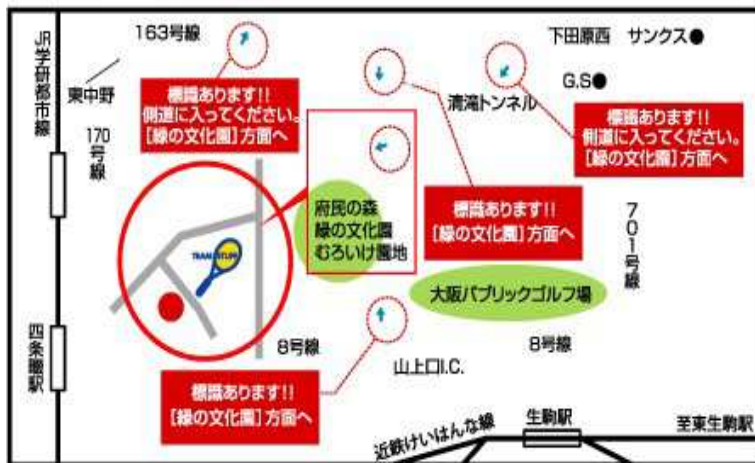 JR学研都市線
163号線
東中野
170号線
標識あります!!
側道に入ってください。
[緑の文化園]方面へ
下田原西 サンクス●
G.S●
清滝トンネル
標識あります!!
側道に入ってください。
[緑の文化園]方面へ
府民の森
緑の文化園
むろいけ園地
標識あります!!
[緑の文化園]方面へ
701号線
大阪パブリックゴルフ場
四条畷駅
8号線
8号線
山上口I.C.
標識あります!!
[緑の文化園]方面へ
近鉄けいはんな線
生駒駅
至東生駒駅